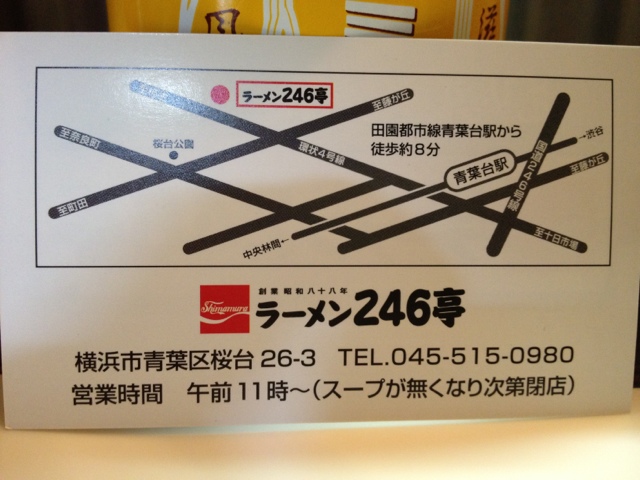 至桜台
ラーメン246亭
至藤が丘
至奈良町
桜台公園
環状4号線
田園都市線青葉台駅から
徒歩約8分
→渋谷
青葉台駅
国道246号線
至藤が丘
至町田
中央林間←
至十日市場
創業昭和八十八年
Shimamura
ラーメン246亭
横浜市青葉区桜台26-3 TEL.045-515-0980
営業時間 午前11時〜(スープが無くなり次第閉店)